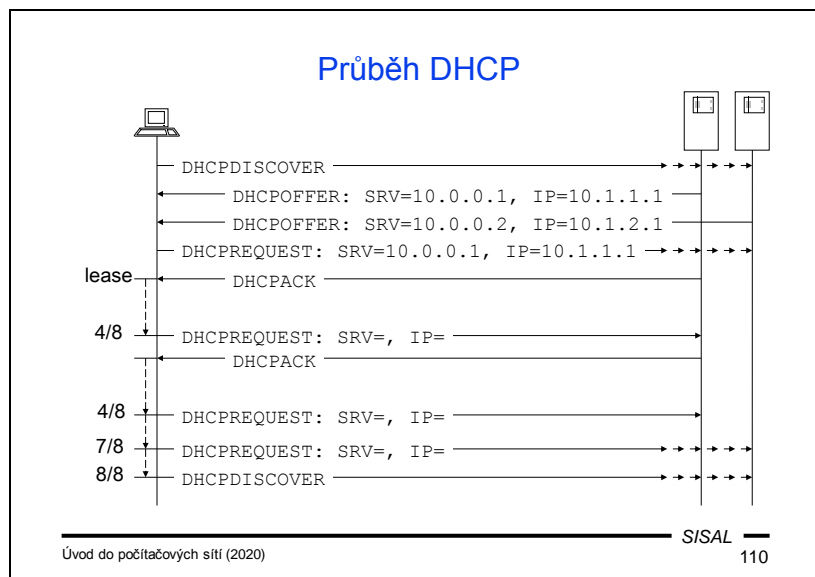 Průběh DHCP
DHCPDISCOVER
DHCPOFFER: SRV=10.0.0.1, IP=10.1.1.1
DHCPOFFER: SRV=10.0.0.2, IP=10.1.2.1
DHCPREQUEST: SRV=10.0.0.1, IP=10.1.1.1
lease DHCPACK
4/8 DHCPREQUEST: SRV=, IP=
DHCPACK
4/8 DHCPREQUEST: SRV=, IP=
7/8 DHCPREQUEST: SRV=, IP=
8/8 DHCPDISCOVER
SISAL
Úvod do počítačových sítí (2020) 110